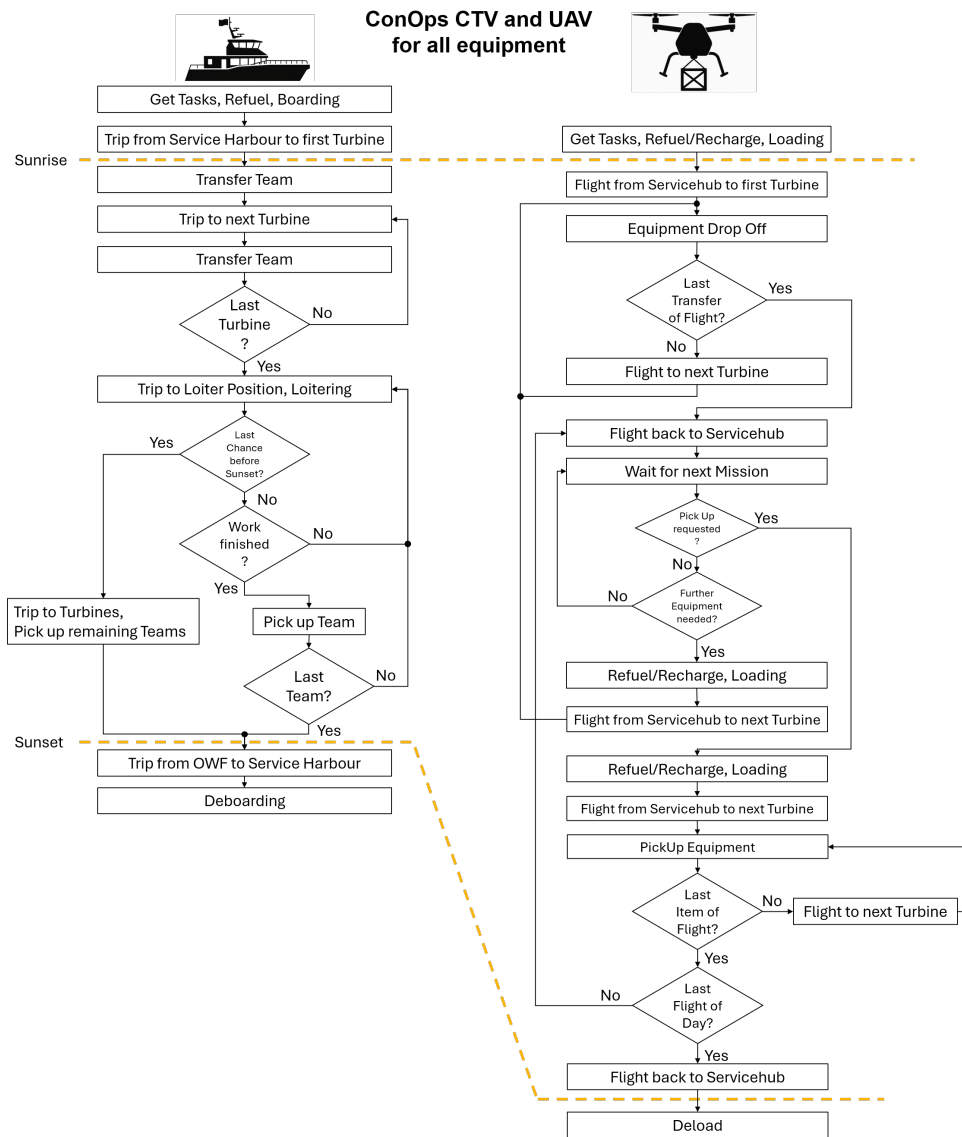 ConOps CTV and UAV
for all equipment
Get Tasks, Refuel, Boarding
Trip from Service Harbour to first Turbine
Sunrise
Transfer Team
Trip to next Turbine
Transfer Team
Last
Turbine
?
No
Yes
Trip to Loiter Position, Loitering
Last
Chance
before
Sunset?
Yes
No
Work
finished
?
No
Yes
Trip to Turbines,
Pick up remaining Teams
Pick up Team
Last
Team?
No
Yes
Sunset
Trip from OWF to Service Harbour
Deboarding
Get Tasks, Refuel/Recharge, Loading
Flight from Servicehub to first Turbine
Equipment Drop Off
Last
Transfer
of Flight?
Yes
No
Flight to next Turbine
Flight back to Servicehub
Wait for next Mission
Pick Up
requested
?
Yes
No
Further
Equipment
needed?
No
Yes
Refuel/Recharge, Loading
Flight from Servicehub to next Turbine
Refuel/Recharge, Loading
Flight from Servicehub to next Turbine
PickUp Equipment
Last
Item of
Flight?
No
Flight to next Turbine
Yes
Last
Flight of
Day?
No
Yes
Flight back to Servicehub
Deload